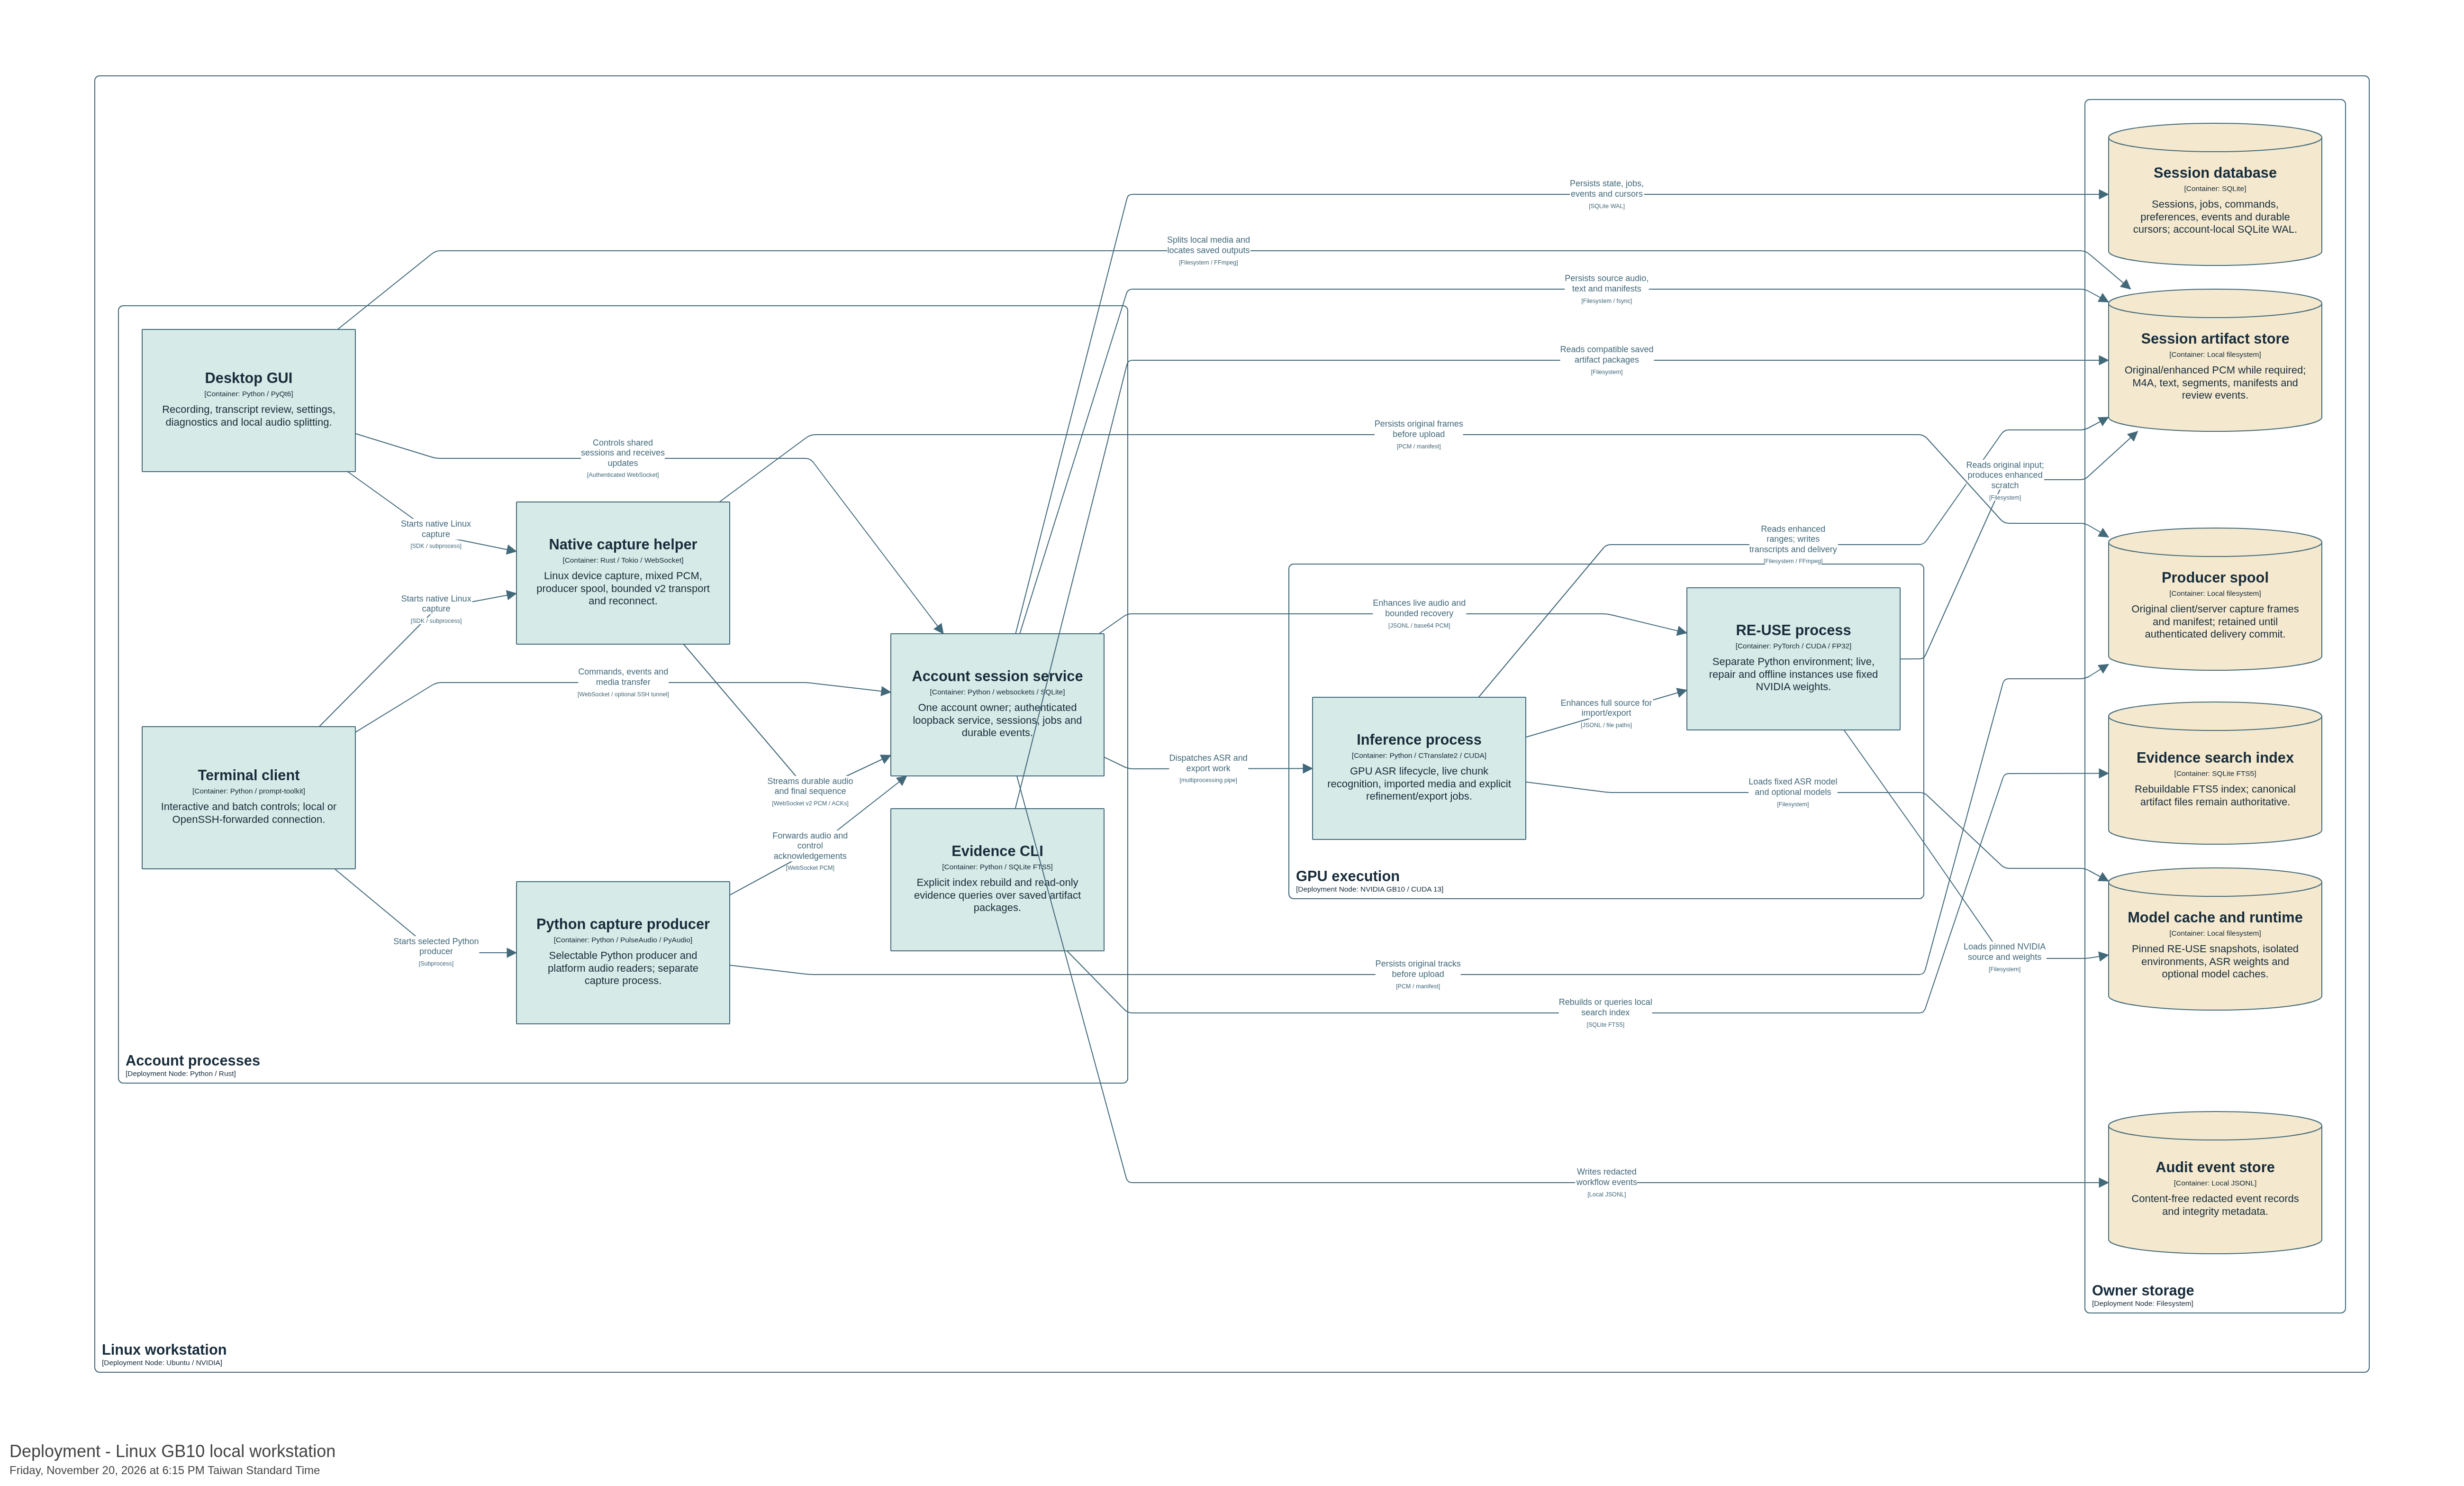 Session database
[Container: SQLite]
Sessions, jobs, commands,
preferences, events and durable
cursors; account-local SQLite WAL.
Persists state, jobs,
events and cursors
[SQLite WAL]
Splits local media and
locates saved outputs
[Filesystem / FFmpeg]
Persists source audio,
text and manifests
[Filesystem / fsync]
Session artifact store
[Container: Local filesystem]
Original/enhanced PCM while required;
M4A, text, segments, manifests and
review events.
Reads compatible saved
artifact packages
[Filesystem]
Desktop GUI
[Container: Python / PyQt6]
Recording, transcript review, settings,
diagnostics and local audio splitting.
Controls shared
sessions and receives
updates
[Authenticated WebSocket]
Persists original frames
before upload
[PCM / manifest]
Reads original input;
produces enhanced
scratch
[Filesystem]
Starts native Linux
capture
[SDK / subprocess]
Native capture helper
[Container: Rust / Tokio / WebSocket]
Linux device capture, mixed PCM,
producer spool, bounded v2 transport
and reconnect.
Reads enhanced
ranges; writes
transcripts and delivery
[Filesystem / FFmpeg]
Producer spool
[Container: Local filesystem]
Original client/server capture frames
and manifest; retained until
authenticated delivery commit.
Starts native Linux
capture
[SDK / subprocess]
Enhances live audio and
bounded recovery
[JSONL / base64 PCM]
RE-USE process
[Container: PyTorch / CUDA / FP32]
Separate Python environment; live,
repair and offline instances use fixed
NVIDIA weights.
Commands, events and
media transfer
[WebSocket / optional SSH tunnel]
Account session service
[Container: Python / websockets / SQLite]
One account owner; authenticated
loopback service, sessions, jobs and
durable events.
Enhances full source for
import/export
[JSONL / file paths]
Inference process
[Container: Python / CTranslate2 / CUDA]
GPU ASR lifecycle, live chunk
recognition, imported media and explicit
refinement/export jobs.
Evidence search index
[Container: SQLite FTS5]
Rebuildable FTS5 index; canonical
artifact files remain authoritative.
Terminal client
[Container: Python / prompt-toolkit]
Interactive and batch controls; local or
OpenSSH-forwarded connection.
Streams durable audio
and final sequence
[WebSocket v2 PCM / ACKs]
Dispatches ASR and
export work
[multiprocessing pipe]
Loads fixed ASR model
and optional models
[Filesystem]
Forwards audio and
control
acknowledgements
[WebSocket PCM]
Evidence CLI
[Container: Python / SQLite FTS5]
Explicit index rebuild and read-only
evidence queries over saved artifact
packages.
GPU execution
[Deployment Node: NVIDIA GB10 / CUDA 13]
Model cache and runtime
[Container: Local filesystem]
Pinned RE-USE snapshots, isolated
environments, ASR weights and
optional model caches.
Starts selected Python
producer
[Subprocess]
Python capture producer
[Container: Python / PulseAudio / PyAudio]
Selectable Python producer and
platform audio readers; separate
capture process.
Loads pinned NVIDIA
source and weights
[Filesystem]
Persists original tracks
before upload
[PCM / manifest]
Rebuilds or queries local
search index
[SQLite FTS5]
Account processes
[Deployment Node: Python / Rust]
Writes redacted
workflow events
[Local JSONL]
Audit event store
[Container: Local JSONL]
Content-free redacted event records
and integrity metadata.
Owner storage
[Deployment Node: Filesystem]
Linux workstation
[Deployment Node: Ubuntu / NVIDIA]
Deployment - Linux GB10 local workstation
Friday, November 20, 2026 at 6:15 PM Taiwan Standard Time